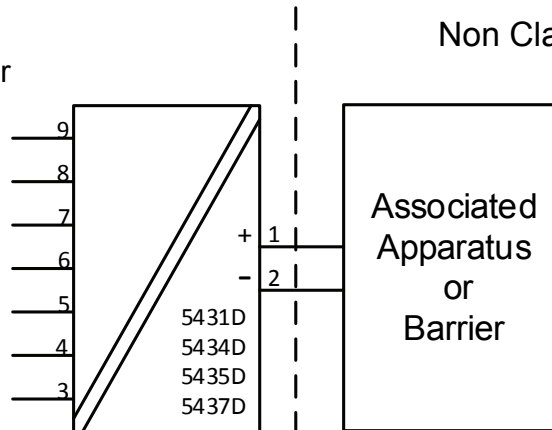 Non Cla
r
9
8
7
6
5
4
3
+ 1
- 2
5431D
5434D
5435D
5437D
Associated
Apparatus
or
Barrier